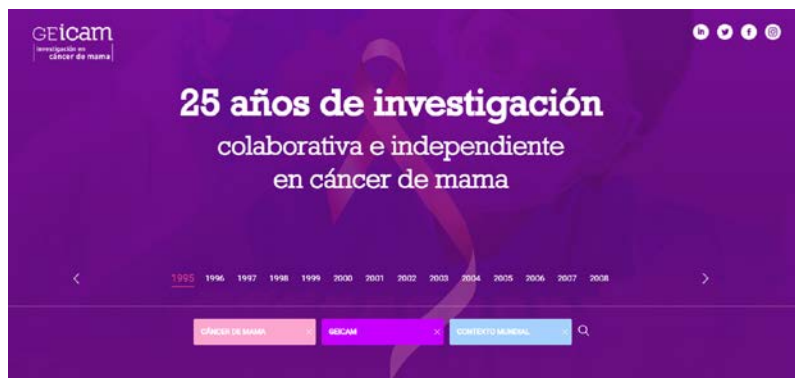 GEicam
investigación en
cáncer de mama
25 años de investigación
colaborativa e independiente
en cáncer de mama
1995 1996 1997 1998 1999 2000 2001 2002 2003 2004 2005 2006 2007 2008
CÁNCER DE MAMA × GEICAM × CONTEXTO MUNDIAL ×